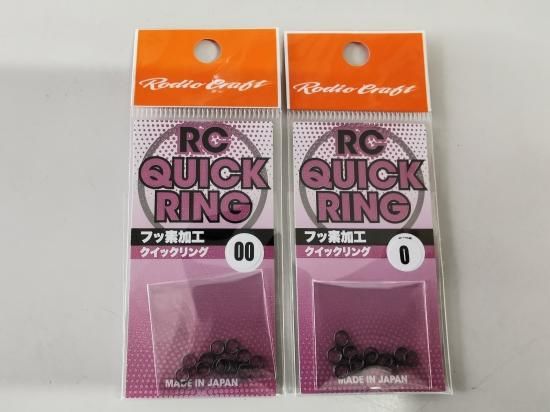 Rodio Craft
RC
QUICK
RING
フッ素加工
クイックリング
00
MADE IN JAPAN
Rodio Craft
RC
QUICK
RING
フッ素加工
クイックリング
0
MADE IN JAPAN